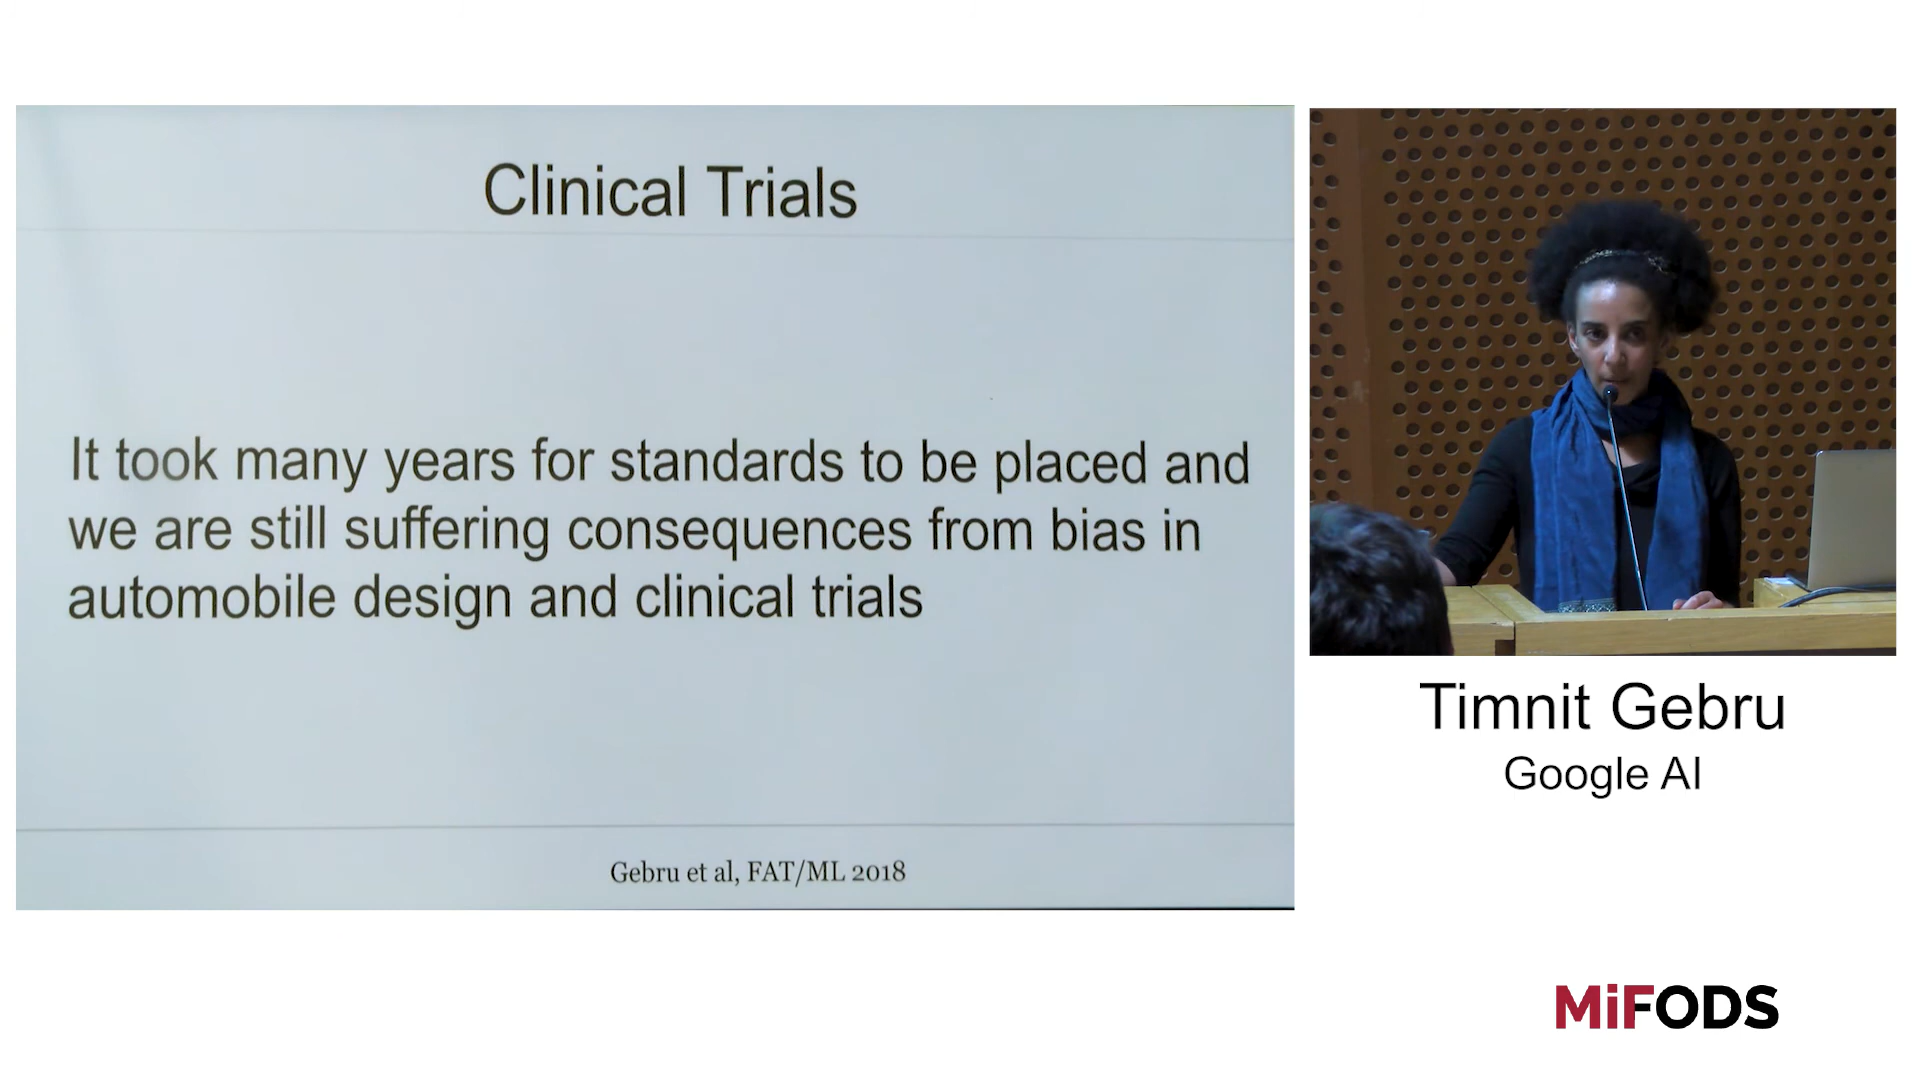 Clinical Trials
It took many years for standards to be placed and
we are still suffering consequences from bias in
automobile design and clinical trials
Gebru et al, FAT/ML 2018
Timnit Gebru
Google AI
MiFODS